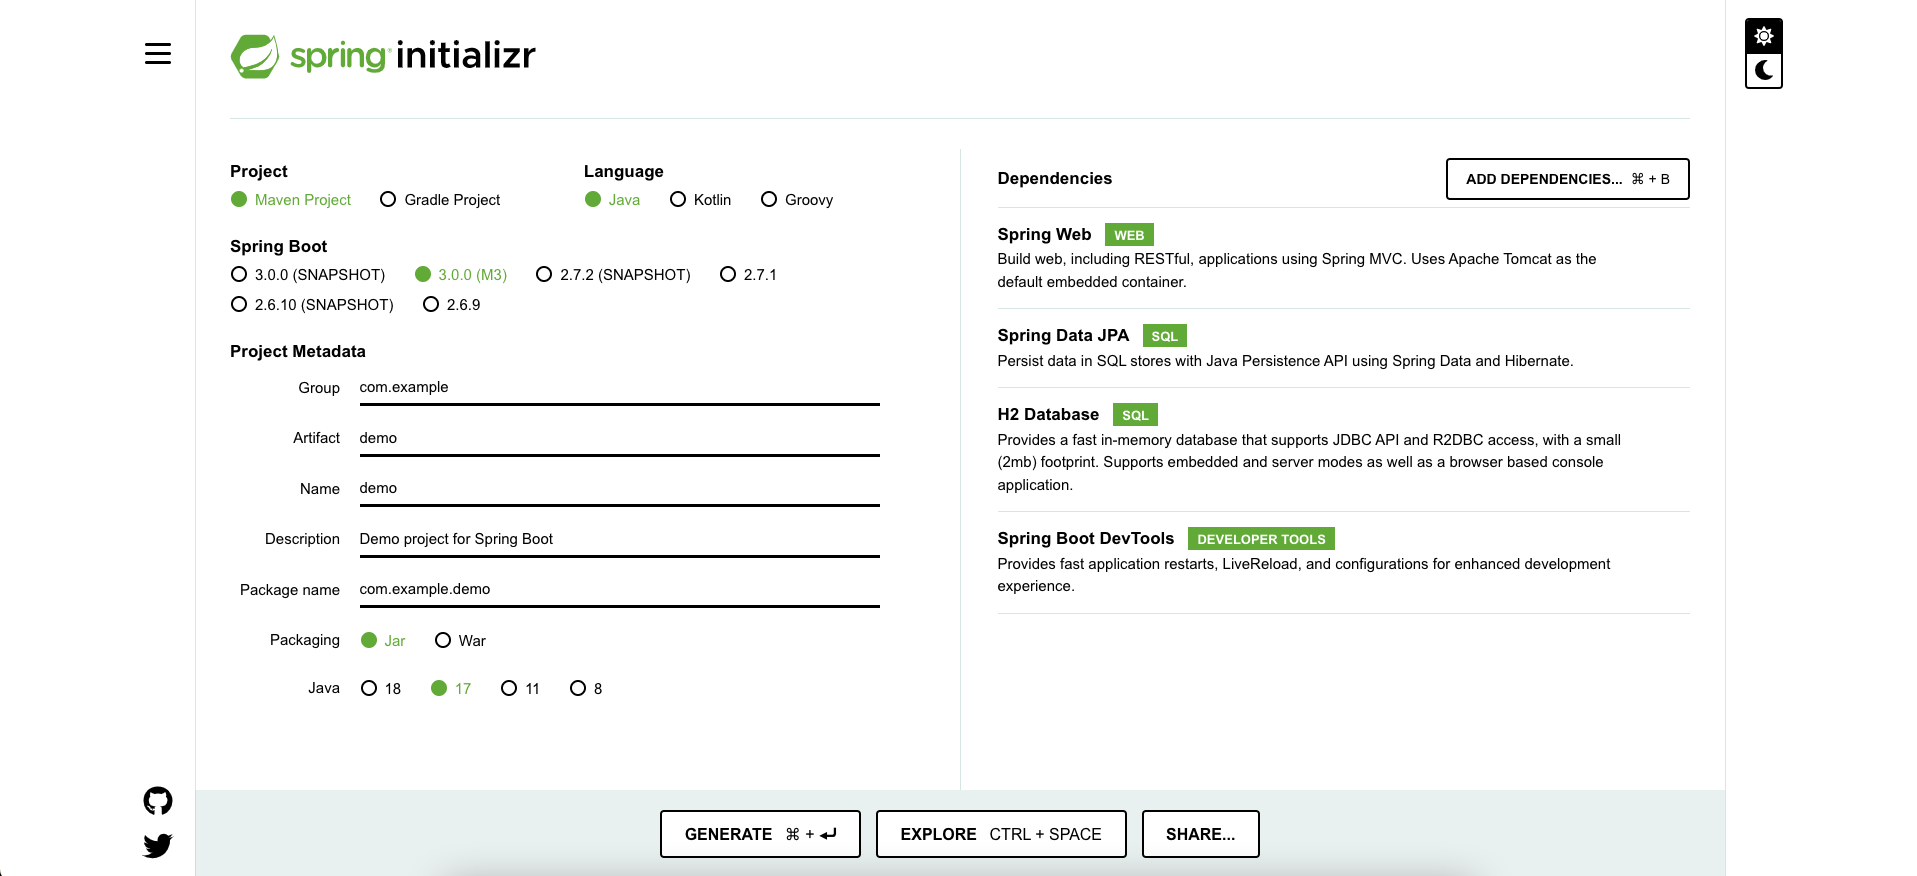 spring initializr
Project
Maven Project Gradle Project
Language
Java Kotlin Groovy
Spring Boot
3.0.0 (SNAPSHOT) 3.0.0 (M3) 2.7.2 (SNAPSHOT) 2.7.1
2.6.10 (SNAPSHOT) 2.6.9
Project Metadata
Group com.example
Artifact demo
Name demo
Description Demo project for Spring Boot
Package name com.example.demo
Packaging Jar War
Java 18 17 11 8
Dependencies
ADD DEPENDENCIES... ⌘ + B
Spring Web WEB
Build web, including RESTful, applications using Spring MVC. Uses Apache Tomcat as the
default embedded container.
Spring Data JPA SQL
Persist data in SQL stores with Java Persistence API using Spring Data and Hibernate.
H2 Database SQL
Provides a fast in-memory database that supports JDBC API and R2DBC access, with a small
(2mb) footprint. Supports embedded and server modes as well as a browser based console
application.
Spring Boot DevTools DEVELOPER TOOLS
Provides fast application restarts, LiveReload, and configurations for enhanced development
experience.
GENERATE ⌘ + ⏎
EXPLORE CTRL + SPACE
SHARE...